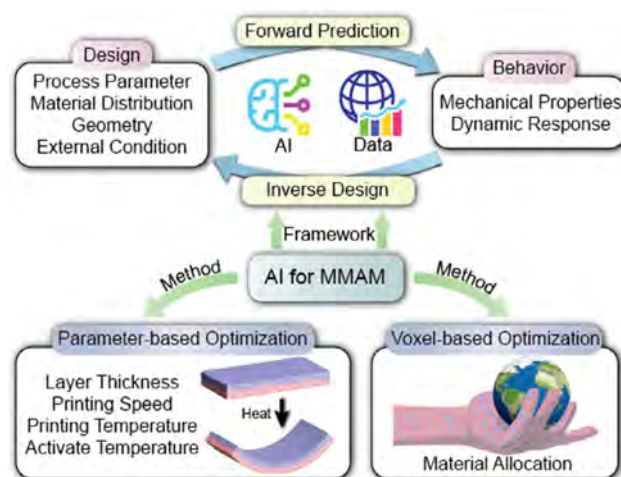 Forward Prediction
Design
Process Parameter
Material Distribution
Geometry
External Condition
AI
Data
Behavior
Mechanical Properties
Dynamic Response
Inverse Design
Framework
Method
AI for MMAM
Method
Parameter-based Optimization
Layer Thickness
Printing Speed
Printing Temperature
Activate Temperature
Heat
Voxel-based Optimization
Material Allocation